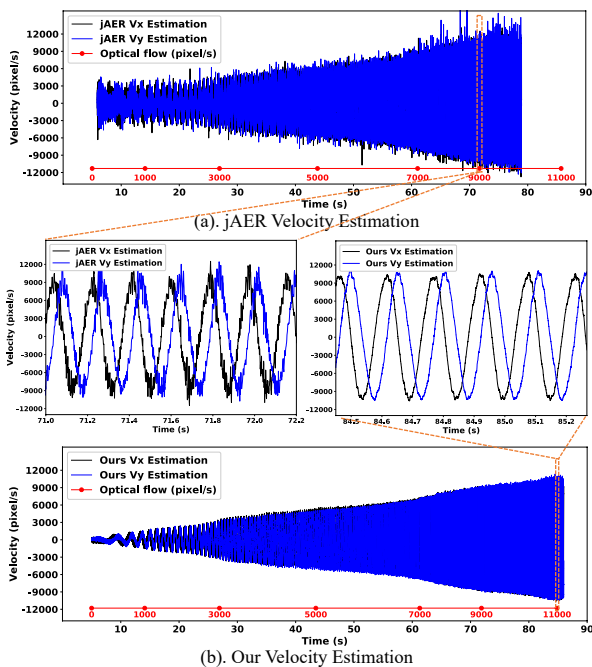 jAER Vx Estimation
jAER Vy Estimation
Optical flow (pixel/s)
Velocity (pixel/s)
12000
9000
6000
3000
0
-3000
-6000
-9000
-12000
0 1000 3000 5000 7000 9000 11000
10 20 30 40 50 60 70 80 90
Time (s)
(a). jAER Velocity Estimation
jAER Vx Estimation
jAER Vy Estimation
Velocity (pixel/s)
12000
9000
6000
3000
0
-3000
-6000
-9000
-12000
71.0 71.2 71.4 71.6 71.8 72.0 72.2
Time (s)
Ours Vx Estimation
Ours Vy Estimation
12000
9000
6000
3000
0
-3000
-6000
-9000
-12000
84.5 84.6 84.7 84.8 84.9 85.0 85.1 85.2
Time (s)
Ours Vx Estimation
Ours Vy Estimation
Optical flow (pixel/s)
Velocity (pixel/s)
12000
9000
6000
3000
0
-3000
-6000
-9000
-12000
0 1000 3000 5000 7000 9000 11000
10 20 30 40 50 60 70 80 90
Time (s)
(b). Our Velocity Estimation